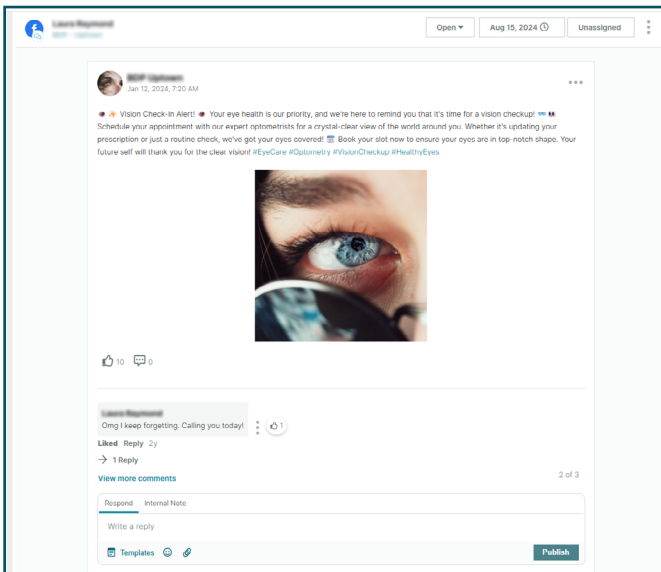 Open
Aug 15, 2024
Unassigned
Jan 12, 2024, 7:20 AM
Vision Check-In Alert! Your eye health is our priority, and we're here to remind you that it's time for a vision checkup!
Schedule your appointment with our expert optometrists for a crystal-clear view of the world around you. Whether it's updating your
prescription or just a routine check, we've got your eyes covered! Book your slot now to ensure your eyes are in top-notch shape. Your
future self will thank you for the clear vision! #EyeCare #Optometry #VisionCheckup #HealthyEyes
10 0
Omg I keep forgetting. Calling you today!
1
Liked Reply 2y
1 Reply
View more comments
2 of 3
Respond Internal Note
Write a reply
Templates
Publish